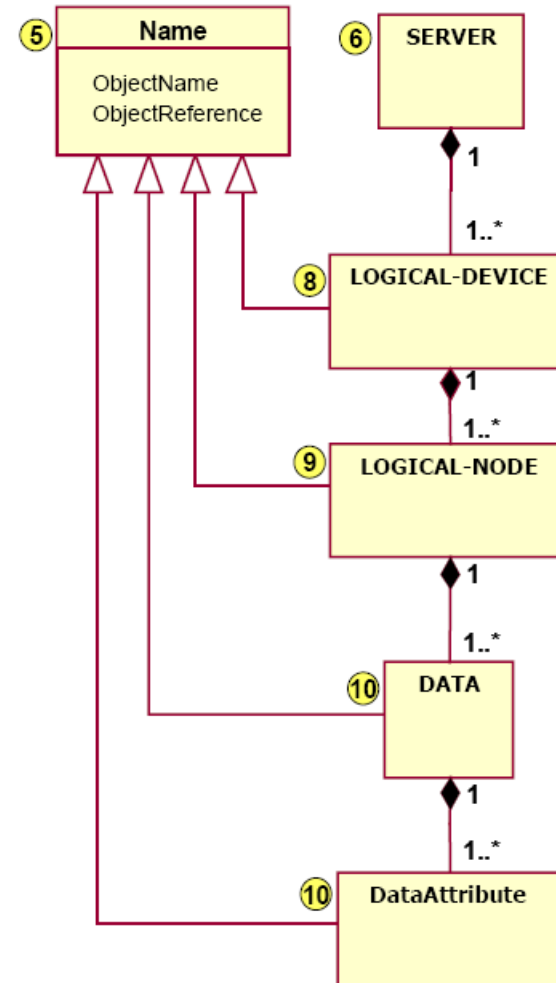 5
Name
ObjectName
ObjectReference
6
SERVER
1
1..*
8
LOGICAL-DEVICE
1
1..*
9
LOGICAL-NODE
1
1..*
10
DATA
1
1..*
10
DataAttribute